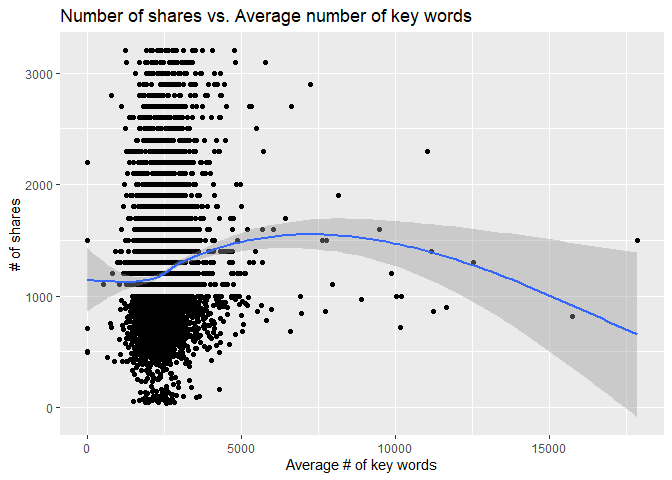 Number of shares vs. Average number of key words
# of shares
3000
2000
1000
0
0
5000
10000
15000
Average # of key words